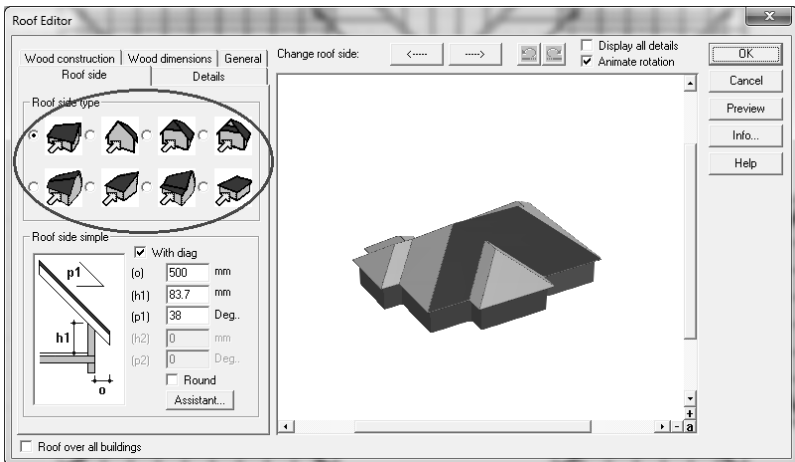 Roof Editor
Wood construction
Wood dimensions
General
Roof side
Details
Roof side type
Roof side simple
With diag
(o) 500 mm
(h1) 83.7 mm
(p1) 38 Deg..
(h2) 0 mm
(p2) 0 Deg..
Round
Assistant...
p1
h1
o
Roof over all buildings
Change roof side:
<-----
----->
Display all details
Animate rotation
+
- a
OK
Cancel
Preview
Info...
Help